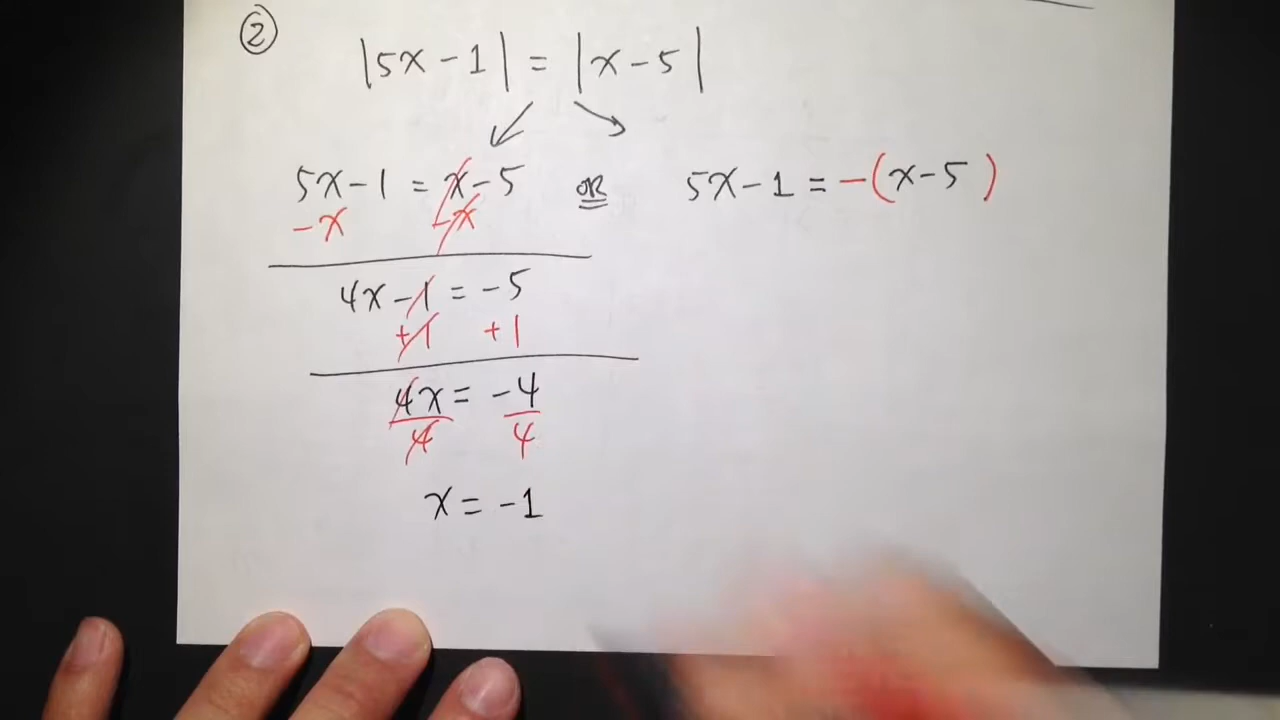 ②
|5x - 1| = |x - 5|
5x - 1 = x - 5 OR 5x - 1 = -(x - 5)
-x -x
4x - 1 = -5
+1 +1
4x = -4
4 4
x = -1